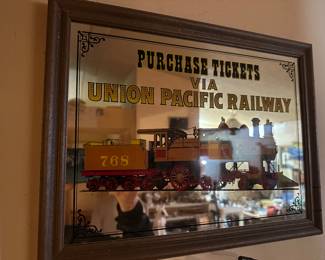 PURCHASE TICKETS
VIA
UNION PACIFIC RAILWAY
768